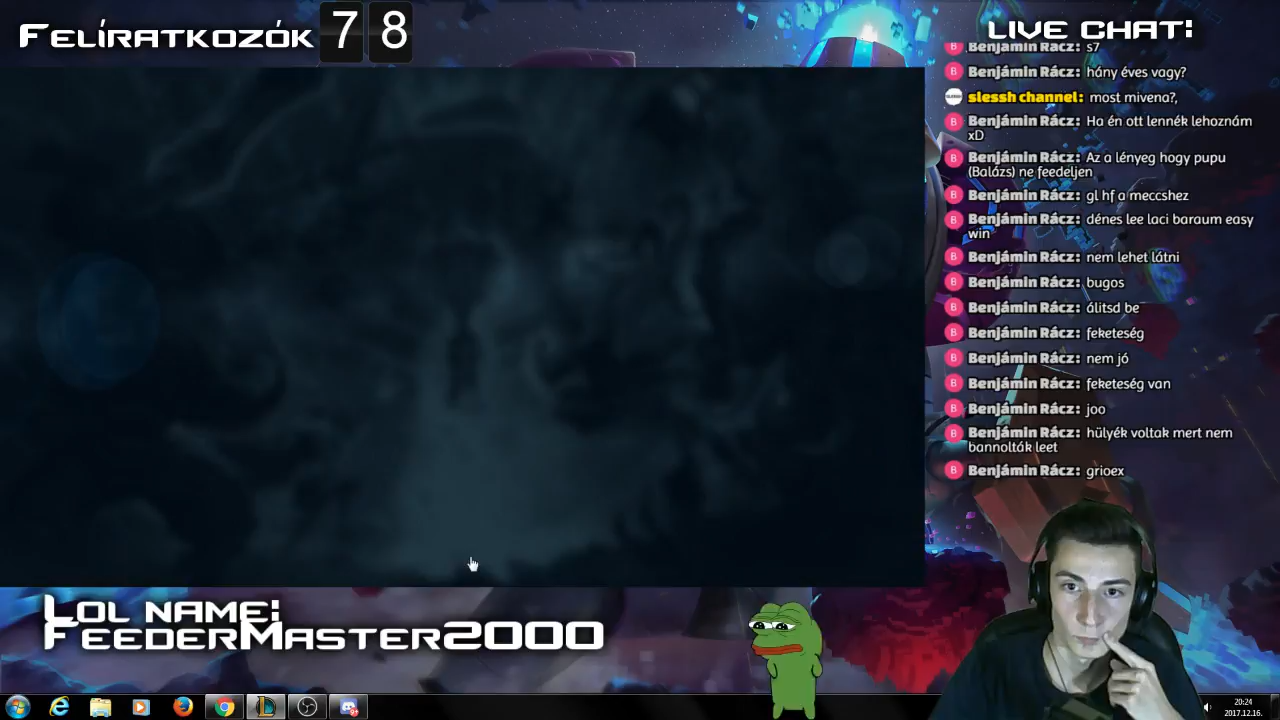 Felíratkozók 78
LIVE CHAT:
Benjámin Rácz: s7
Benjámin Rácz: hány éves vagy?
slessh channel: most mivena?,
Benjámin Rácz: Ha én ott lennék lehoznám
xD
Benjámin Rácz: Az a lényeg hogy pupu
(Balázs) ne feedeljen
Benjámin Rácz: gl hf a meccshez
Benjámin Rácz: dénes lee laci baraum easy
win
Benjámin Rácz: nem lehet látni
Benjámin Rácz: bugos
Benjámin Rácz: álitsd be
Benjámin Rácz: feketeség
Benjámin Rácz: nem jó
Benjámin Rácz: feketeség van
Benjámin Rácz: joo
Benjámin Rácz: hülyék voltak mert nem
bannolták leet
Benjámin Rácz: grioex
Lol name:
FeederMaster2000
20:24
2017.12.16.